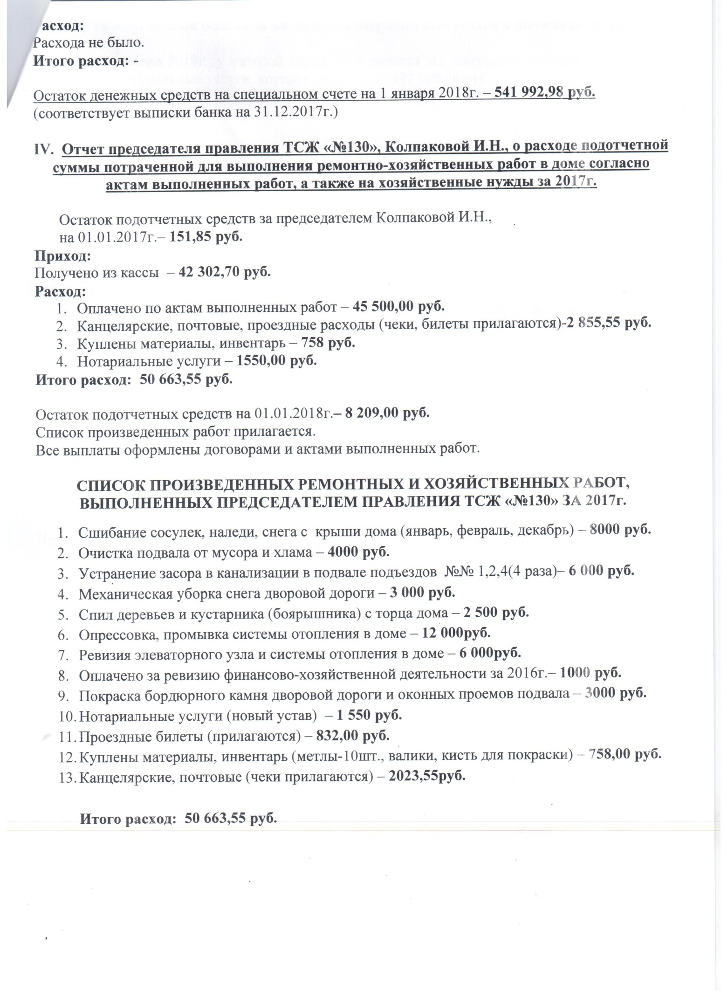 асход:
Расхода не было.
Итого расход: -
Остаток денежных средств на специальном счете на 1 января 2018г. – 541 992,98 руб.
(соответствует выписки банка на 31.12.2017г.)
IV. Отчет председателя правления ТСЖ «№130», Колпаковой И.Н., о расходе подотчетной
суммы потраченной для выполнения ремонтно-хозяйственных работ в доме согласно
актам выполненных работ, а также на хозяйственные нужды за 2017г.
Остаток подотчетных средств за председателем Колпаковой И.Н.,
на 01.01.2017г.– 151,85 руб.
Приход:
Получено из кассы – 42 302,70 руб.
Расход:
1. Оплачено по актам выполненных работ – 45 500,00 руб.
2. Канцелярские, почтовые, проездные расходы (чеки, билеты прилагаются)-2 855,55 руб.
3. Куплены материалы, инвентарь – 758 руб.
4. Нотариальные услуги – 1550,00 руб.
Итого расход: 50 663,55 руб.
Остаток подотчетных средств на 01.01.2018г.– 8 209,00 руб.
Список произведенных работ прилагается.
Все выплаты оформлены договорами и актами выполненных работ.
СПИСОК ПРОИЗВЕДЕННЫХ РЕМОНТНЫХ И ХОЗЯЙСТВЕННЫХ РАБОТ,
ВЫПОЛНЕННЫХ ПРЕДСЕДАТЕЛЕМ ПРАВЛЕНИЯ ТСЖ «№130» ЗА 2017г.
1. Сшибание сосулек, наледи, снега с крыши дома (январь, февраль, декабрь) – 8000 руб.
2. Очистка подвала от мусора и хлама – 4000 руб.
3. Устранение засора в канализации в подвале подъездов №№ 1,2,4(4 раза)– 6 000 руб.
4. Механическая уборка снега дворовой дороги – 3 000 руб.
5. Спил деревьев и кустарника (боярышника) с торца дома – 2 500 руб.
6. Опрессовка, промывка системы отопления в доме – 12 000руб.
7. Ревизия элеваторного узла и системы отопления в доме – 6 000руб.
8. Оплачено за ревизию финансово-хозяйственной деятельности за 2016г.– 1000 руб.
9. Покраска бордюрного камня дворовой дороги и оконных проемов подвала – 3000 руб.
10. Нотариальные услуги (новый устав) – 1 550 руб.
11. Проездные билеты (прилагаются) – 832,00 руб.
12. Куплены материалы, инвентарь (метлы-10шт., валики, кисть для покраски) – 758,00 руб.
13. Канцелярские, почтовые (чеки прилагаются) – 2023,55руб.
Итого расход: 50 663,55 руб.